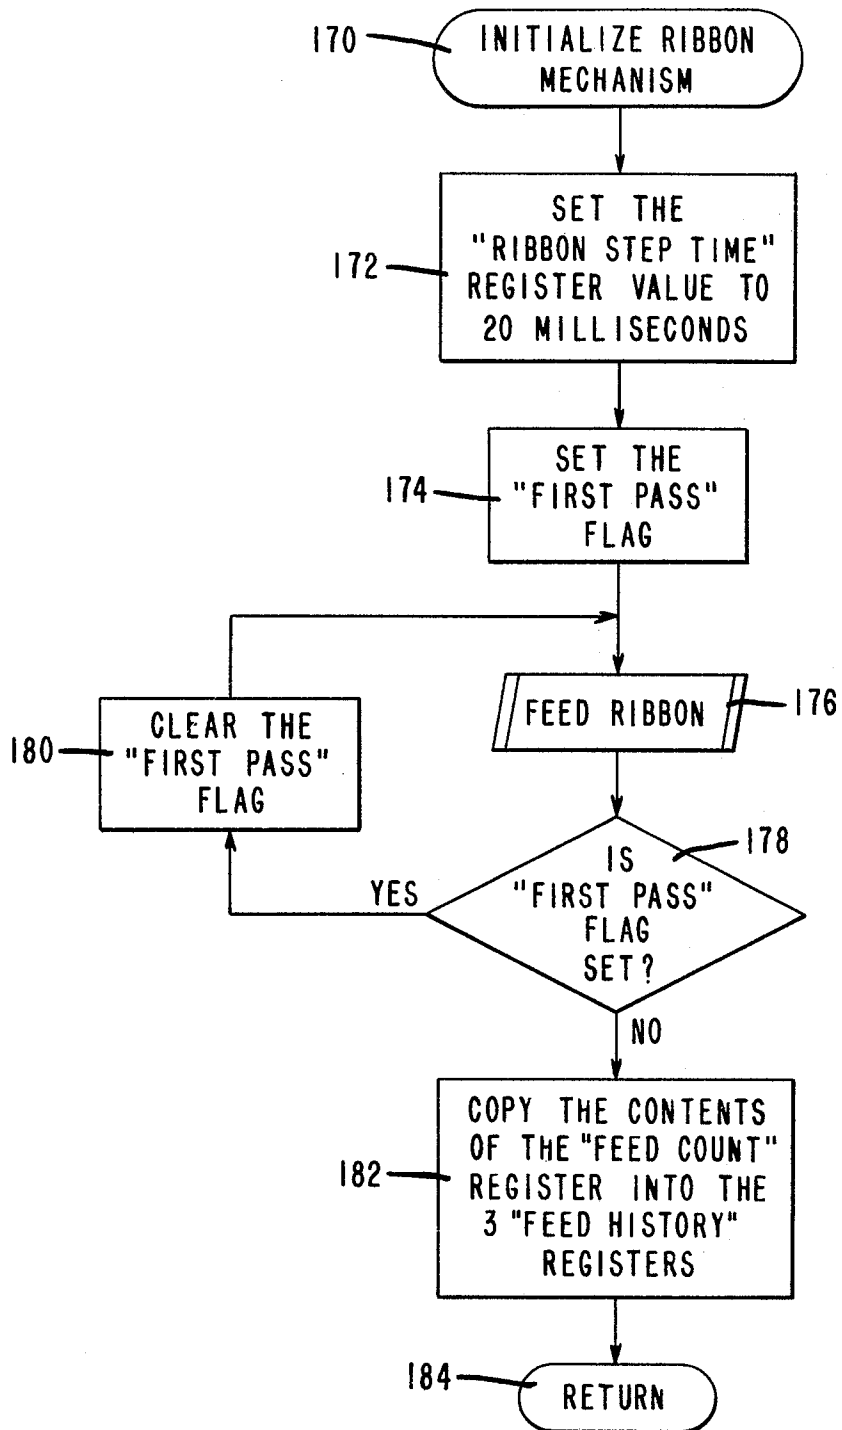 170
INITIALIZE RIBBON
MECHANISM
172
SET THE
"RIBBON STEP TIME"
REGISTER VALUE TO
20 MILLISECONDS
174
SET THE
"FIRST PASS"
FLAG
FEED RIBBON
176
180
CLEAR THE
"FIRST PASS"
FLAG
178
IS
"FIRST PASS"
FLAG
SET?
YES
NO
182
COPY THE CONTENTS
OF THE "FEED COUNT"
REGISTER INTO THE
3 "FEED HISTORY"
REGISTERS
184
RETURN